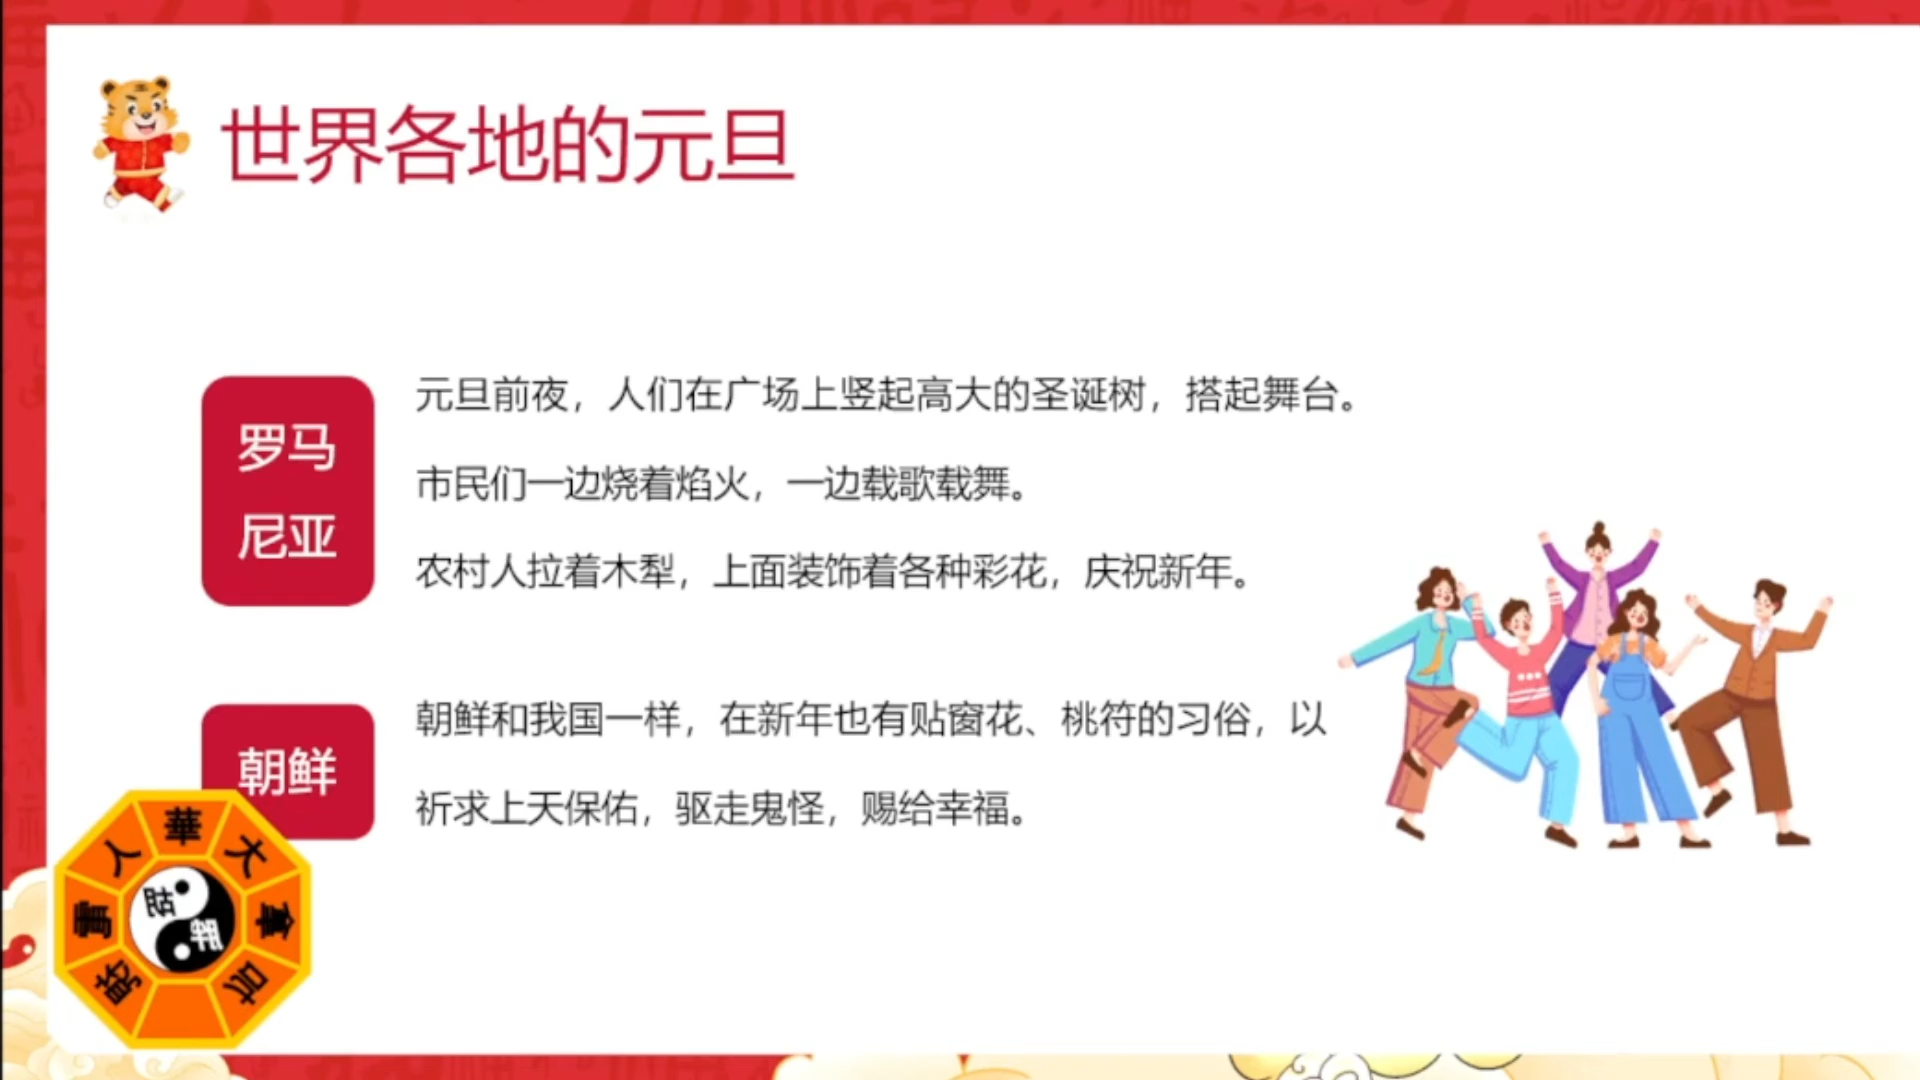 世界各地的元旦
罗马
尼亚
元旦前夜，人们在广场上竖起高大的圣诞树，搭起舞台。
市民们一边烧着焰火，一边载歌载舞。
农村人拉着木犁，上面装饰着各种彩花，庆祝新年。
朝鲜
朝鲜和我国一样，在新年也有贴窗花、桃符的习俗，以
祈求上天保佑，驱走鬼怪，赐给幸福。
人華大